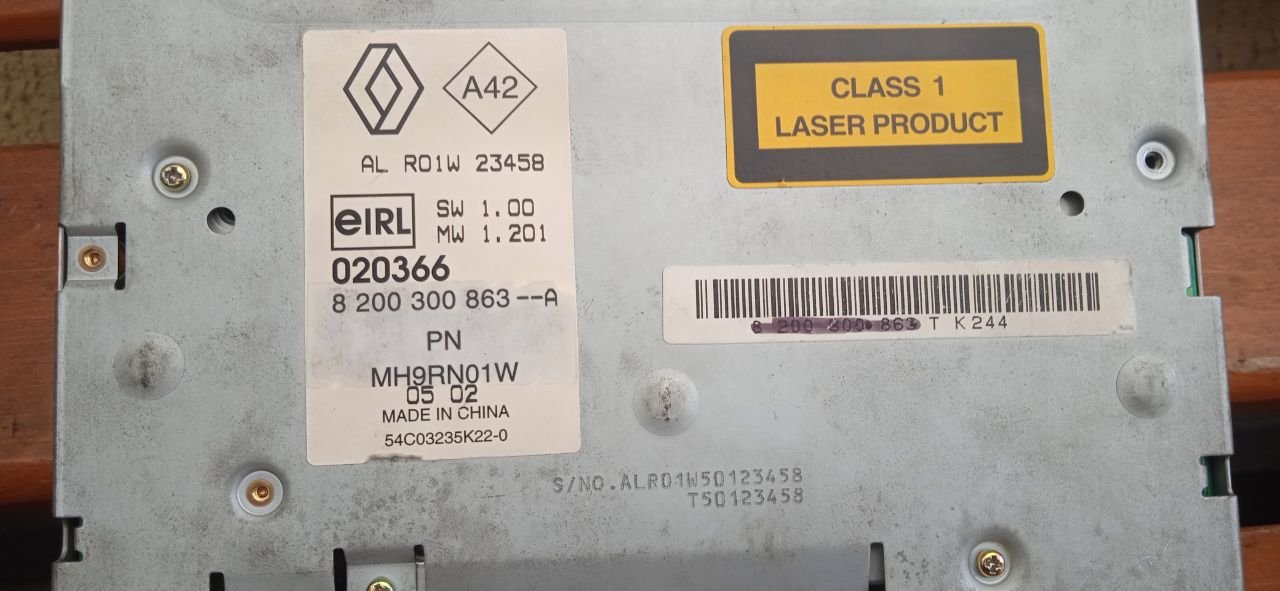 A42
AL R01W 23458
eIRL
SW 1.00
MW 1.201
020366
8 200 300 863--A
PN
MH9RN01W
05 02
MADE IN CHINA
54C03235K22-0
CLASS 1
LASER PRODUCT
8 200 300 863 T K244
S/NO.ALR01W5D123458
T5D123458